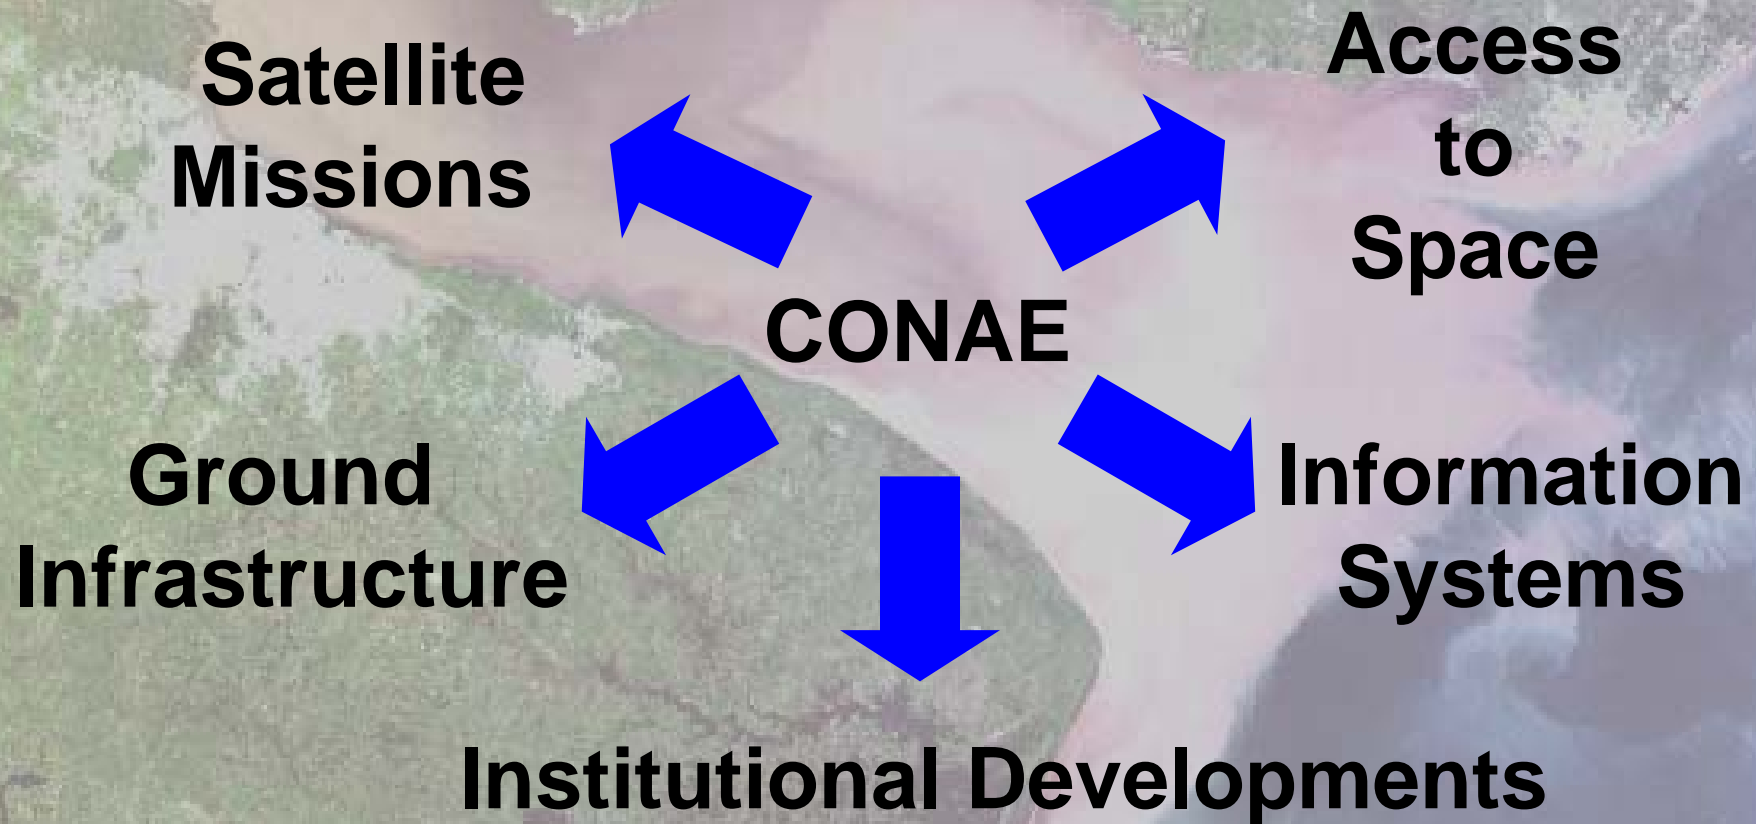 Satellite
Missions
Access
to
Space
CONAE
Ground
Infrastructure
Information
Systems
Institutional Developments